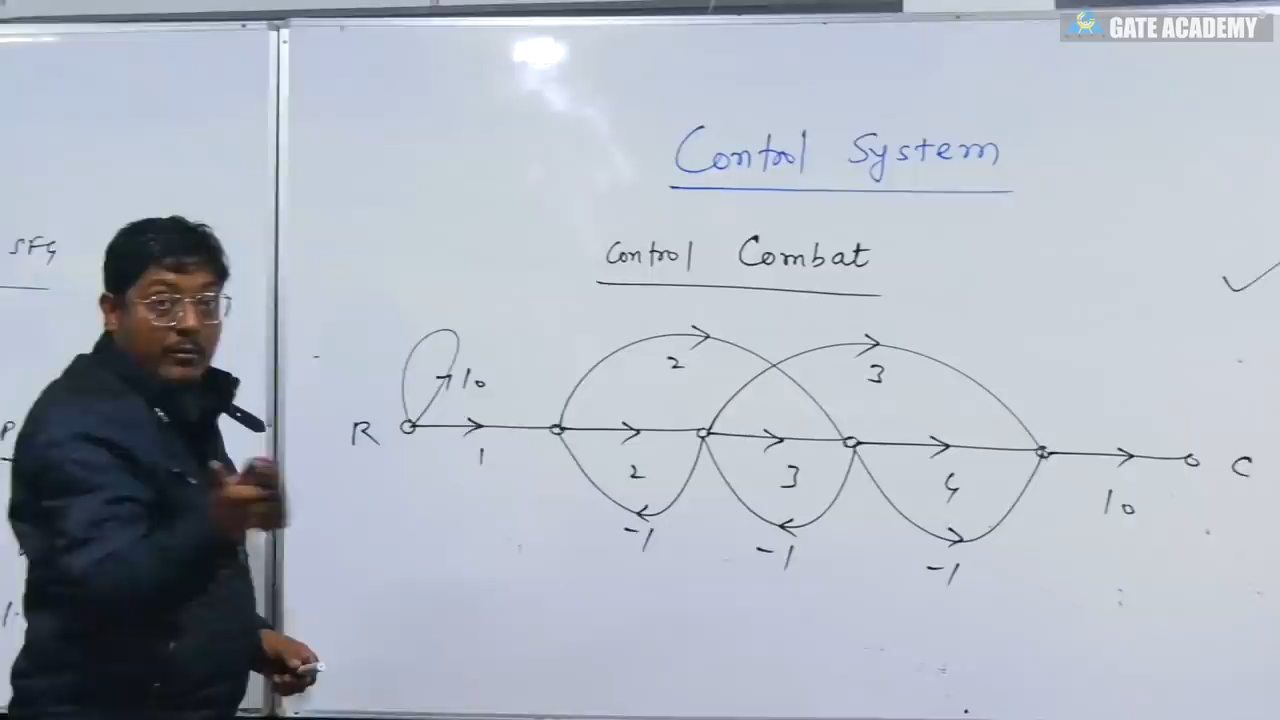 GATE ACADEMY
Control System
SFG
Control Combat
2
3
10
R
1
2
3
4
10
C
-1
-1
-1
P